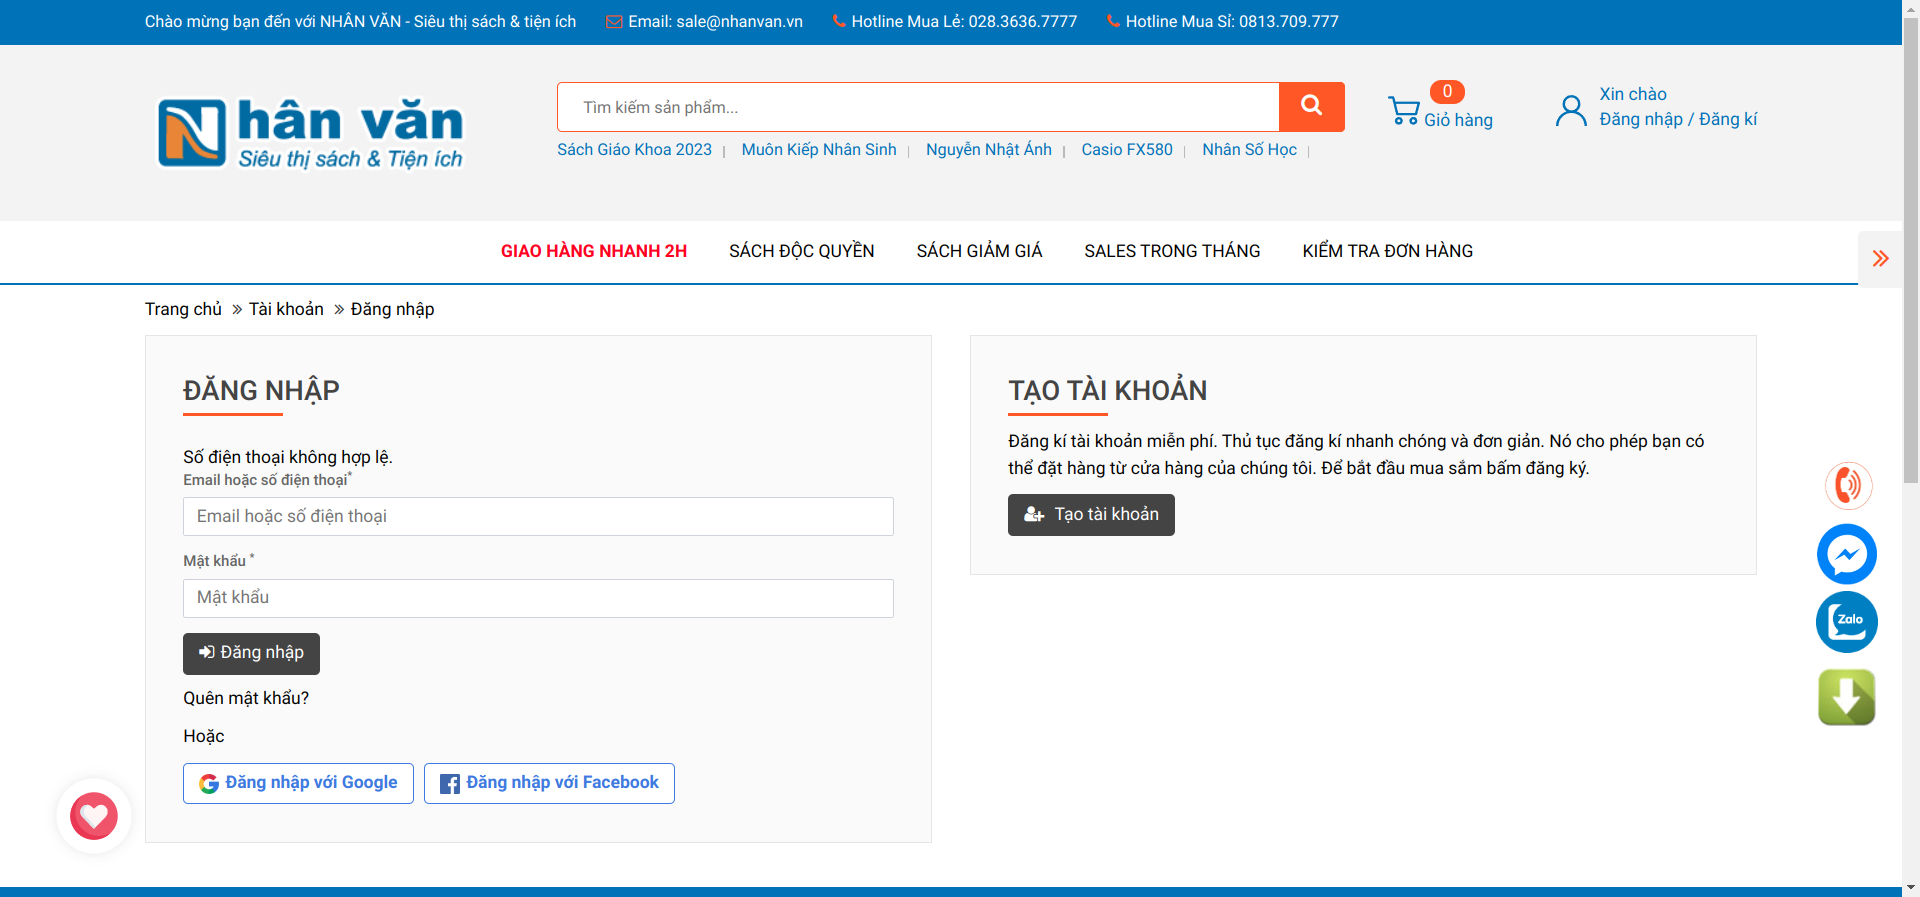 Chào mừng bạn đến với NHÂN VĂN - Siêu thị sách & tiện ích
Email: sale@nhanvan.vn
Hotline Mua Lẻ: 028.3636.7777
Hotline Mua Sỉ: 0813.709.777
Nhân văn
Siêu thị sách & Tiện ích
Tìm kiếm sản phẩm...
0
Giỏ hàng
Xin chào
Đăng nhập / Đăng kí
Sách Giáo Khoa 2023 | Muôn Kiếp Nhân Sinh | Nguyễn Nhật Ánh | Casio FX580 | Nhân Số Học |
GIAO HÀNG NHANH 2H
SÁCH ĐỘC QUYỀN
SÁCH GIẢM GIÁ
SALES TRONG THÁNG
KIỂM TRA ĐƠN HÀNG
Trang chủ » Tài khoản » Đăng nhập
ĐĂNG NHẬP
Số điện thoại không hợp lệ.
Email hoặc số điện thoại*
Email hoặc số điện thoại
Mật khẩu *
Mật khẩu
Đăng nhập
Quên mật khẩu?
Hoặc
Đăng nhập với Google
Đăng nhập với Facebook
TẠO TÀI KHOẢN
Đăng kí tài khoản miễn phí. Thủ tục đăng kí nhanh chóng và đơn giản. Nó cho phép bạn có
thể đặt hàng từ cửa hàng của chúng tôi. Để bắt đầu mua sắm bấm đăng ký.
Tạo tài khoản
Zalo